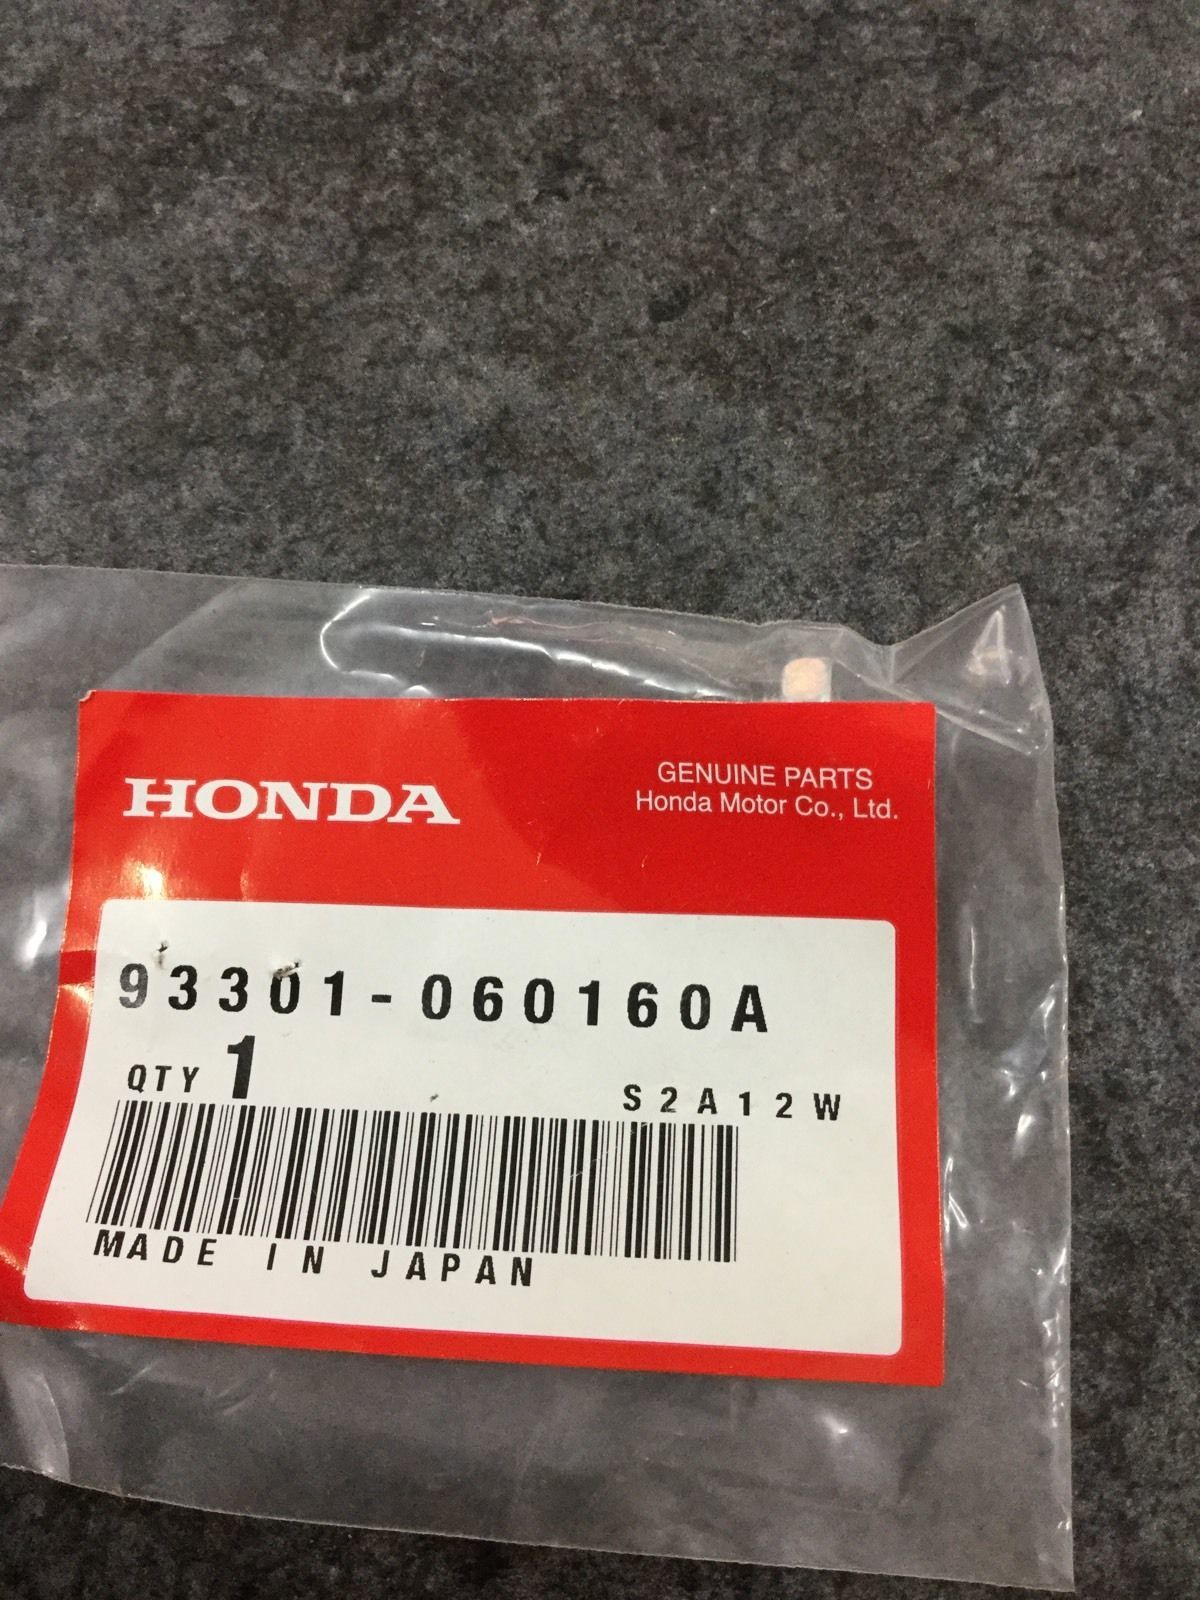 HONDA
GENUINE PARTS
Honda Motor Co., Ltd.
93301-060160A
QTY 1
S2A12W
MADE IN JAPAN